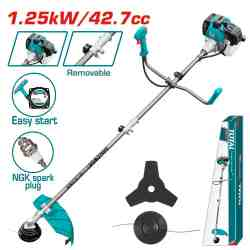 1.25kW/42.7cc
Removable
Easy start
NGK spark
plug
TOTAL